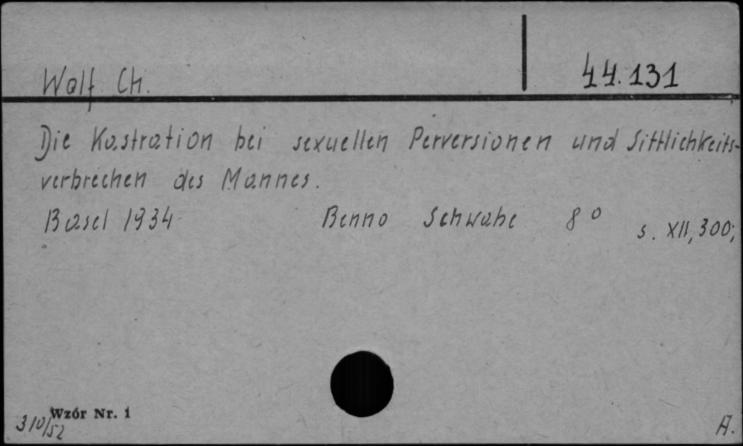 Wolf Ch. 44.131
Die Kastration bei sexuellen Perversionen und Sittlichkeits-
verbrechen des Mannes.
Basel 1934 Benno Schwabe 8° s. XII, 300;
Wzór Nr. 1
310/52 A.